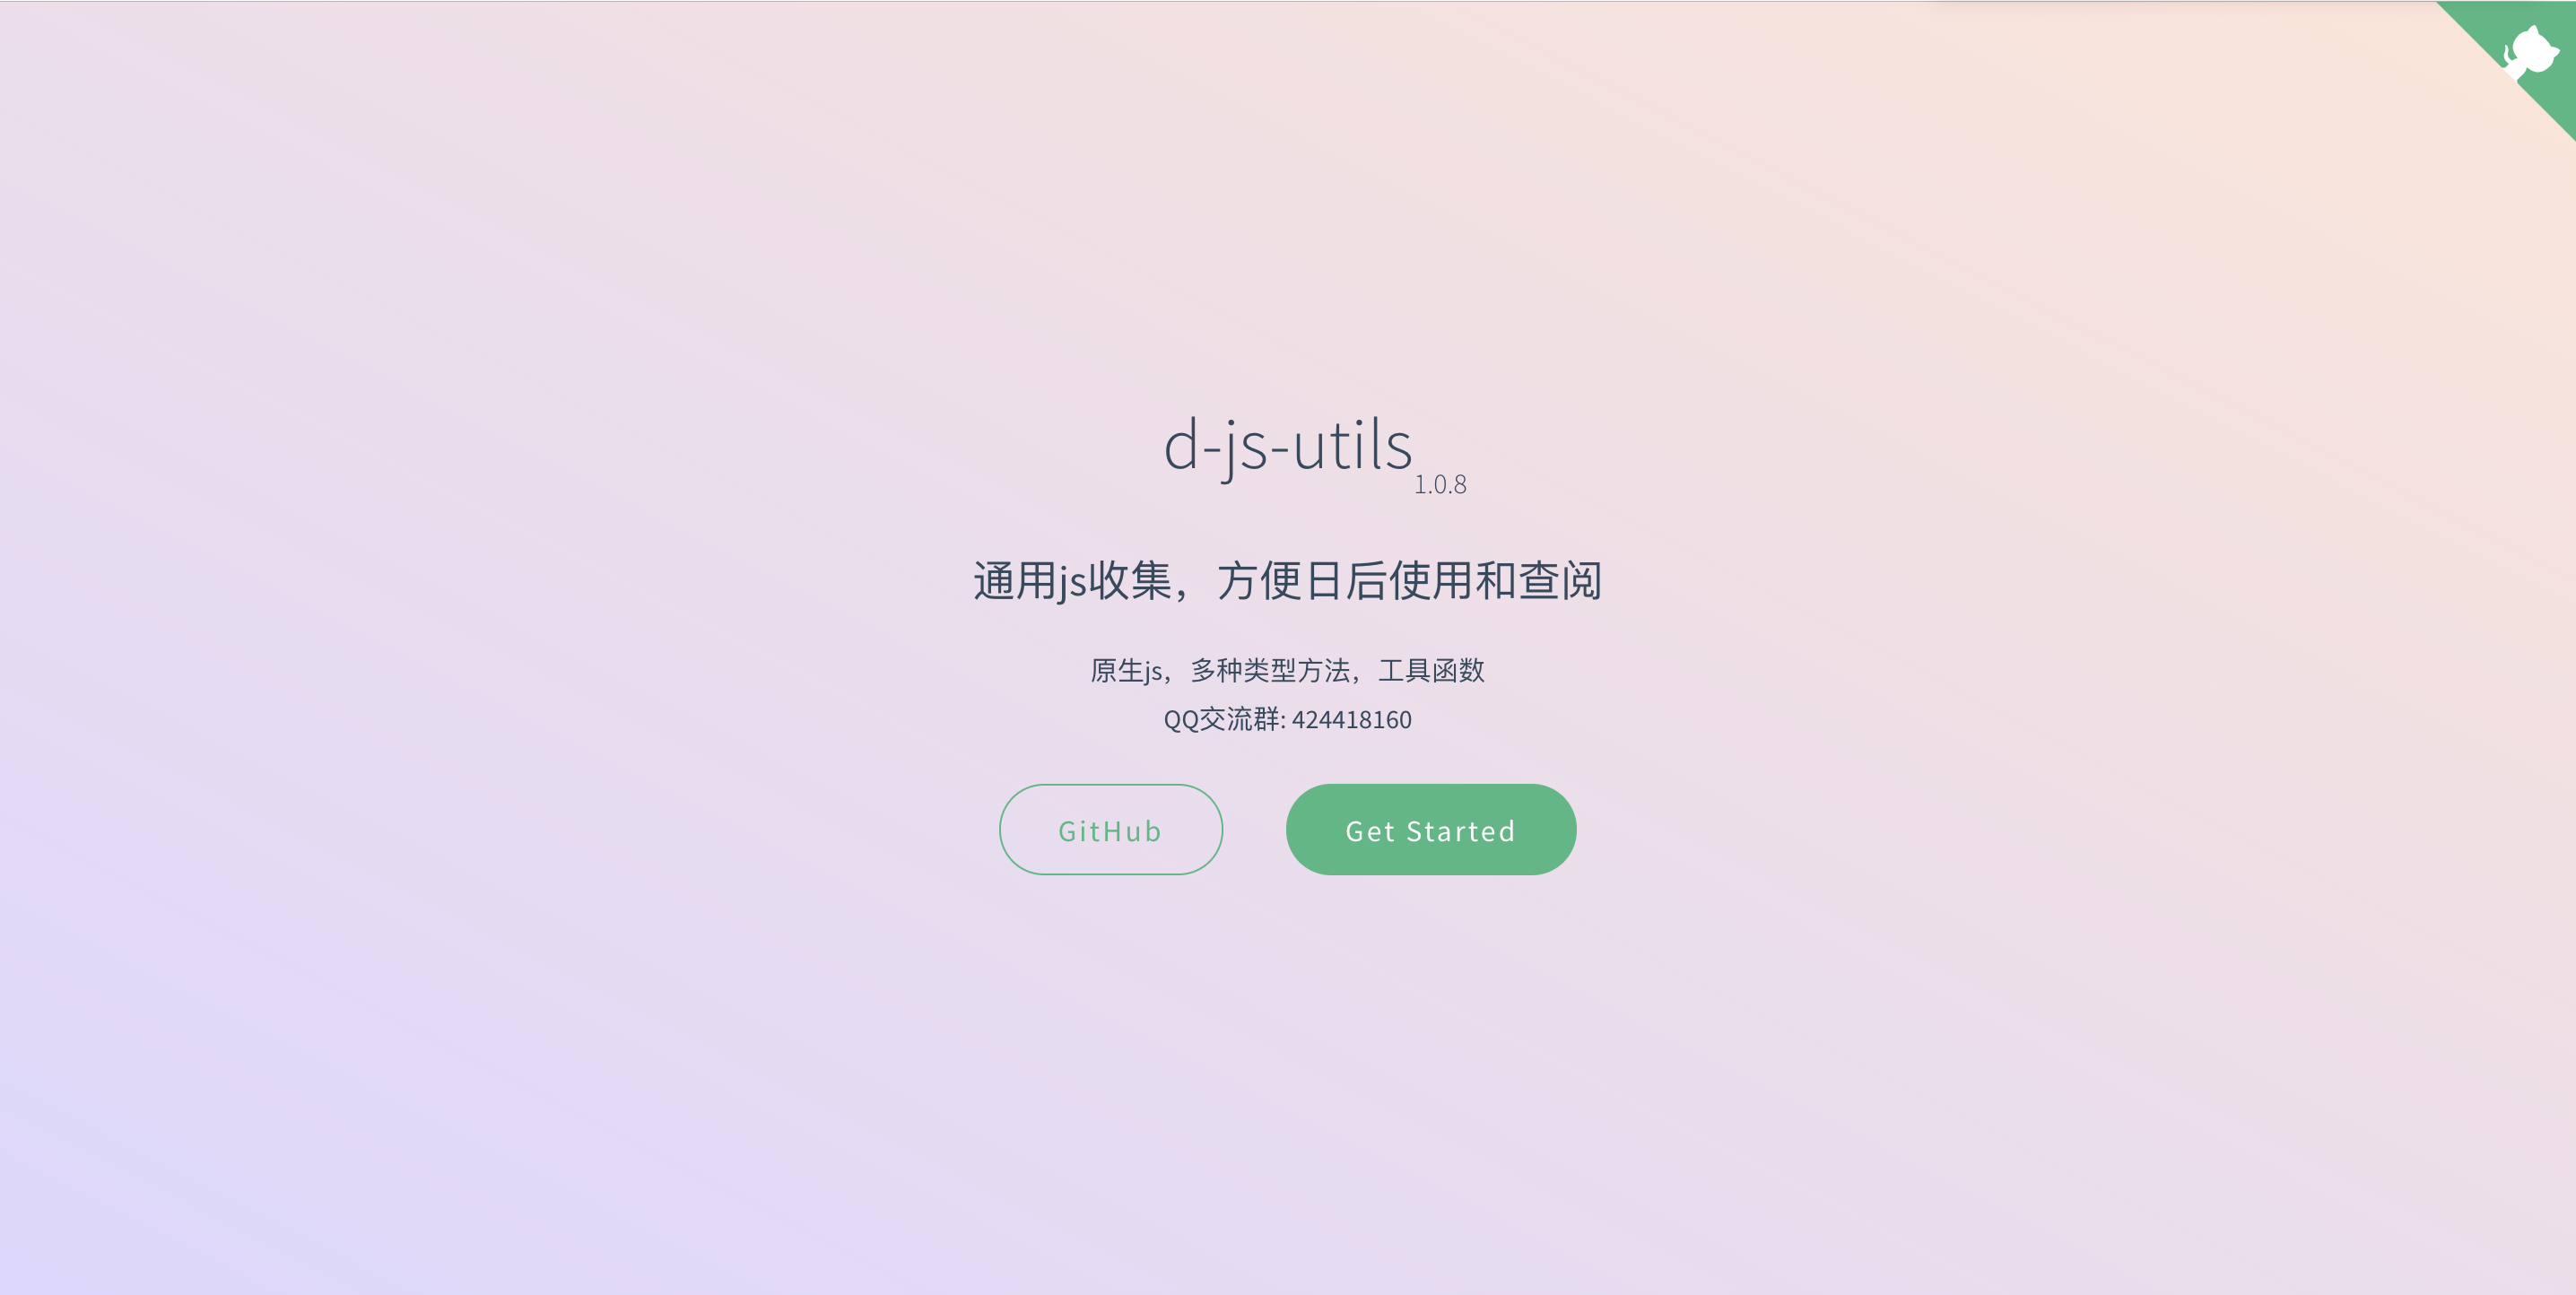 d-js-utils 1.0.8
通用js收集，方便日后使用和查阅
原生js，多种类型方法，工具函数
QQ交流群: 424418160
GitHub
Get Started